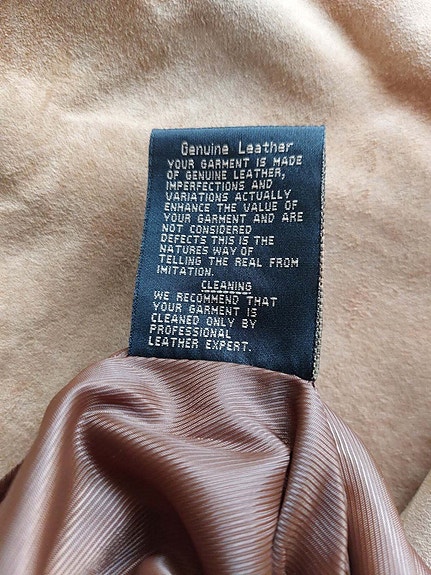 Genuine Leather
YOUR GARMENT IS MADE
OF GENUINE LEATHER,
IMPERFECTIONS AND
VARIATIONS ACTUALLY
ENHANCE THE VALUE OF
YOUR GARMENT AND ARE
NOT CONSIDERED
DEFECTS THIS IS THE
NATURES WAY OF
TELLING THE REAL FROM
IMITATION.
CLEANING
WE RECOMMEND THAT
YOUR GARMENT IS
CLEANED ONLY BY
PROFESSIONAL
LEATHER EXPERT.